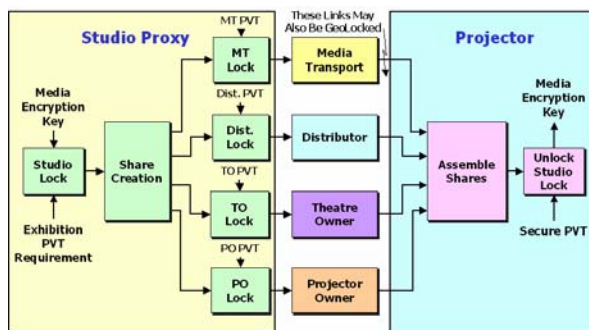 Studio Proxy
MT PVT
These Links May
Also Be GeoLocked
Projector
MT
Lock
Media
Transport
Media
Encryption
Key
Dist. PVT
Media
Encryption
Key
Studio
Lock
Share
Creation
Dist.
Lock
Distributor
Assemble
Shares
Unlock
Studio
Lock
TO PVT
Exhibition
PVT
Requirement
TO
Lock
Theatre
Owner
Secure PVT
PO PVT
PO
Lock
Projector
Owner